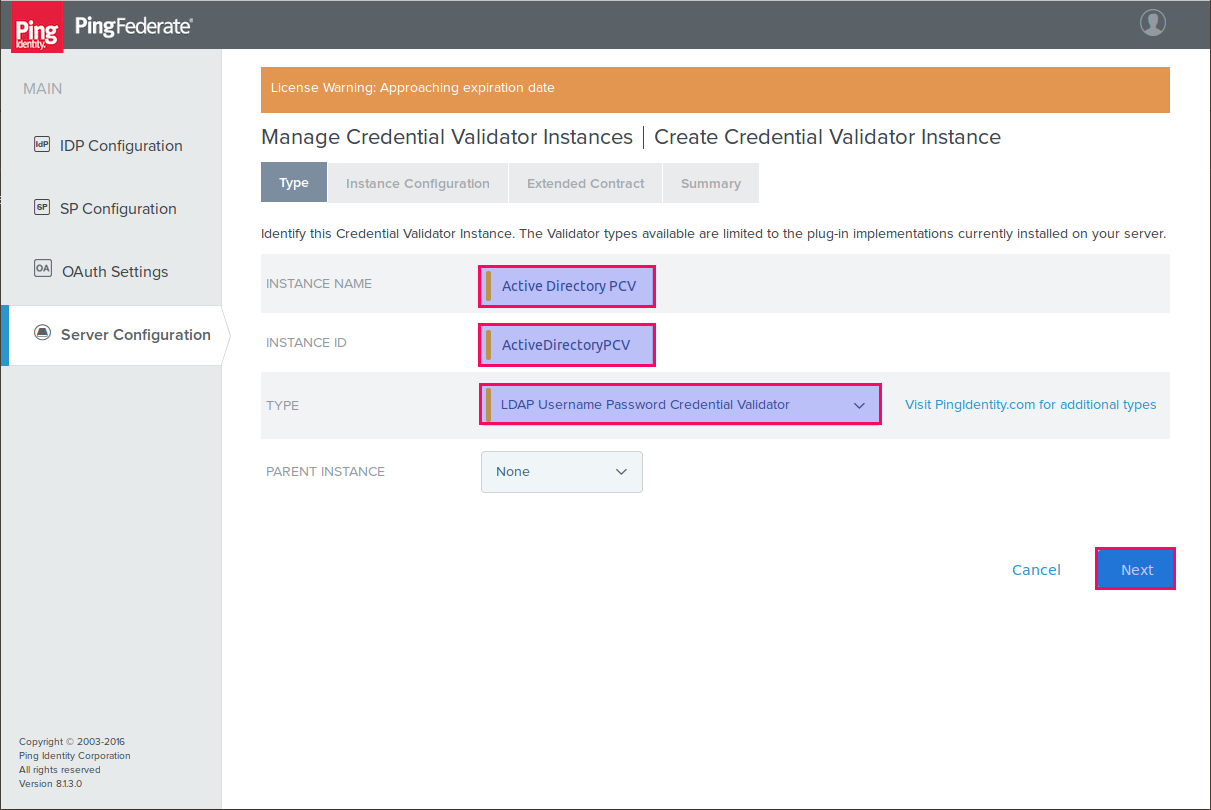 Ping
Identity.
PingFederate
MAIN
IdP
IDP Configuration
SP
SP Configuration
OA
OAuth Settings
Server Configuration
License Warning: Approaching expiration date
Manage Credential Validator Instances | Create Credential Validator Instance
Type Instance Configuration Extended Contract Summary
Identify this Credential Validator Instance. The Validator types available are limited to the plug-in implementations currently installed on your server.
INSTANCE NAME Active Directory PCV
INSTANCE ID ActiveDirectoryPCV
TYPE LDAP Username Password Credential Validator Visit PingIdentity.com for additional types
PARENT INSTANCE None
Cancel Next
Copyright © 2003-2016
Ping Identity Corporation
All rights reserved
Version 8.1.3.0